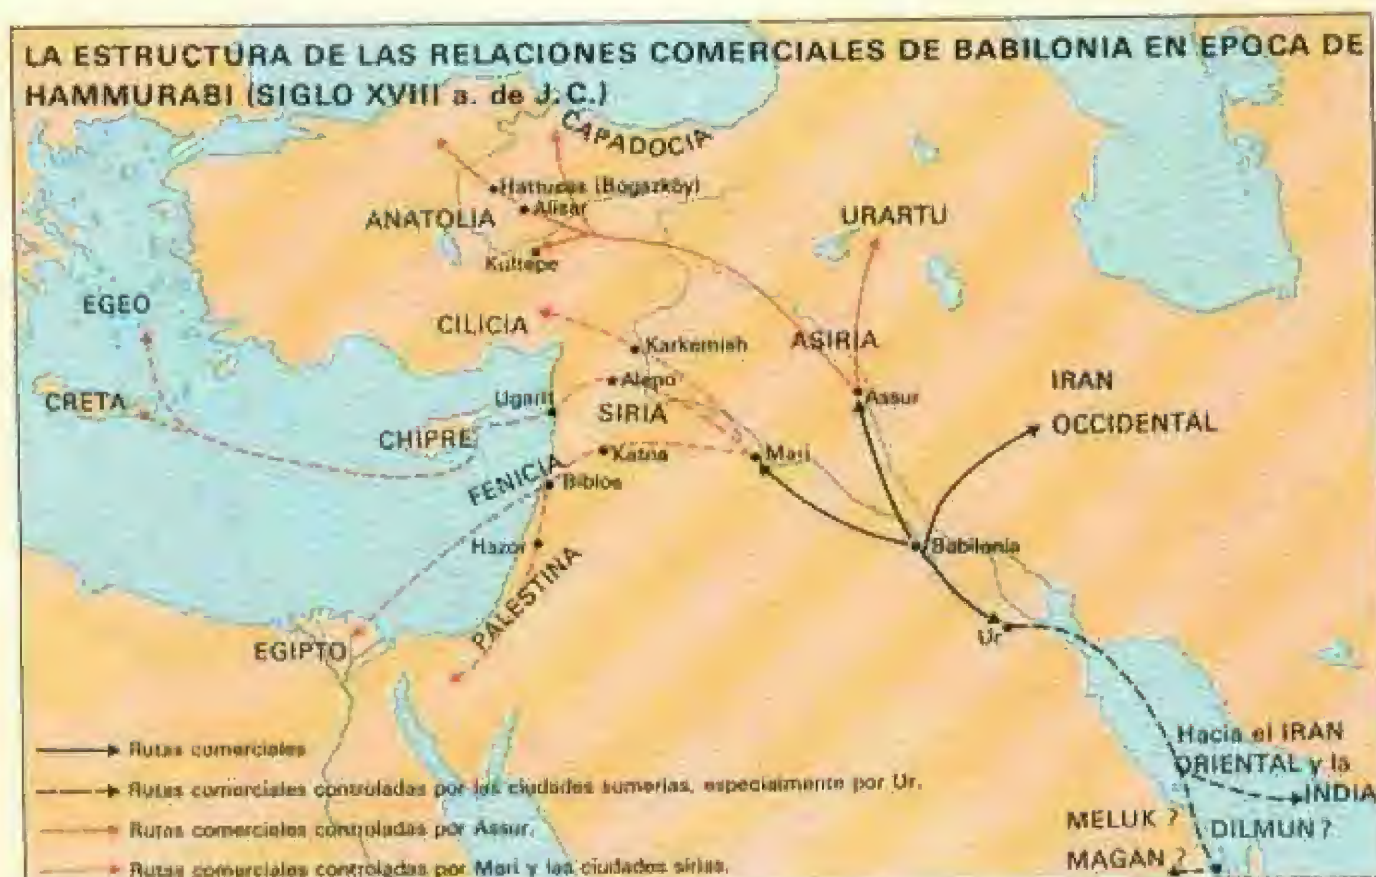 LA ESTRUCTURA DE LAS RELACIONES COMERCIALES DE BABILONIA EN EPOCA DE
HAMMURABI (SIGLO XVIII a. de J.C.)
CAPADOCIA
Hattusas (Bogazköy)
Alisar
ANATOLIA
URARTU
Kultepe
EGEO
CILICIA
Karkemish
ASIRIA
Alepo
IRAN
OCCIDENTAL
CRETA
Ugarit
SIRIA
Assur
CHIPRE
Katna
Mari
FENICIA
Biblos
Hazor
Babilonia
PALESTINA
EGIPTO
Ur
Hacia el IRAN
ORIENTAL y la
INDIA
MELUK ?
DILMUN ?
MAGAN ?
Rutas comerciales
Rutas comerciales controladas por las ciudades sumerias, especialmente por Ur.
Rutas comerciales controladas por Assur.
Rutas comerciales controladas por Mari y las ciudades sirias.